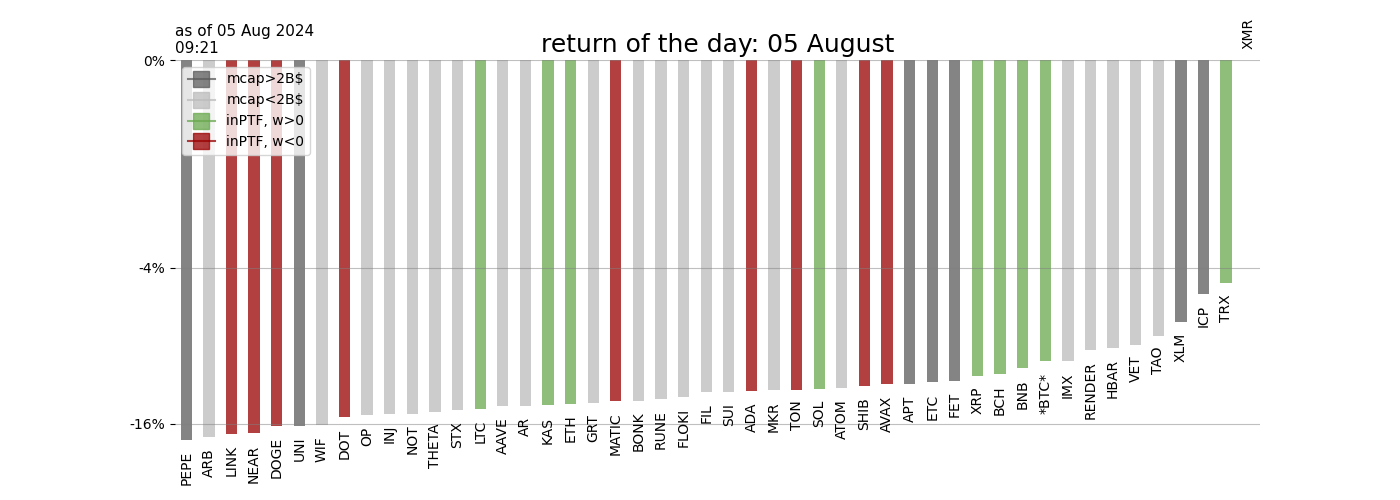 as of 05 Aug 2024
09:21
return of the day: 05 August
XMR
0%
-4%
-16%
mcap>2B$
mcap<2B$
inPTF, w>0
inPTF, w<0
PEPE
ARB
LINK
NEAR
DOGE
UNI
WIF
DOT
OP
INJ
NOT
THETA
STX
LTC
AAVE
AR
KAS
ETH
GRT
MATIC
BONK
RUNE
FLOKI
FIL
SUI
ADA
MKR
TON
SOL
ATOM
SHIB
AVAX
APT
ETC
FET
XRP
BCH
BNB
*BTC*
IMX
RENDER
HBAR
VET
TAO
XLM
ICP
TRX